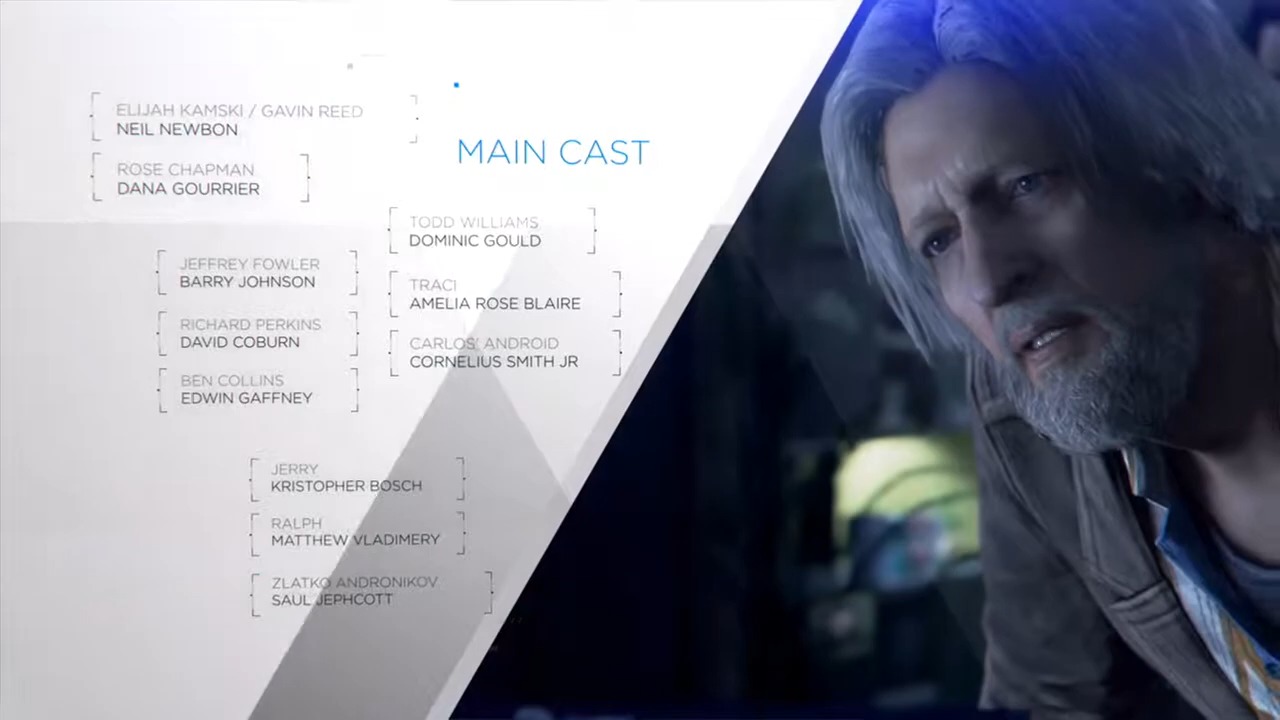 ELIJAH KAMSKI / GAVIN REED
NEIL NEWBON
ROSE CHAPMAN
DANA GOURRIER
MAIN CAST
TODD WILLIAMS
DOMINIC GOULD
JEFFREY FOWLER
BARRY JOHNSON
TRACI
AMELIA ROSE BLAIRE
RICHARD PERKINS
DAVID COBURN
CARLOS' ANDROID
CORNELIUS SMITH JR
BEN COLLINS
EDWIN GAFFNEY
JERRY
KRISTOPHER BOSCH
RALPH
MATTHEW VLADIMERY
ZLATKO ANDRONIKOV
SAUL JEPHCOTT